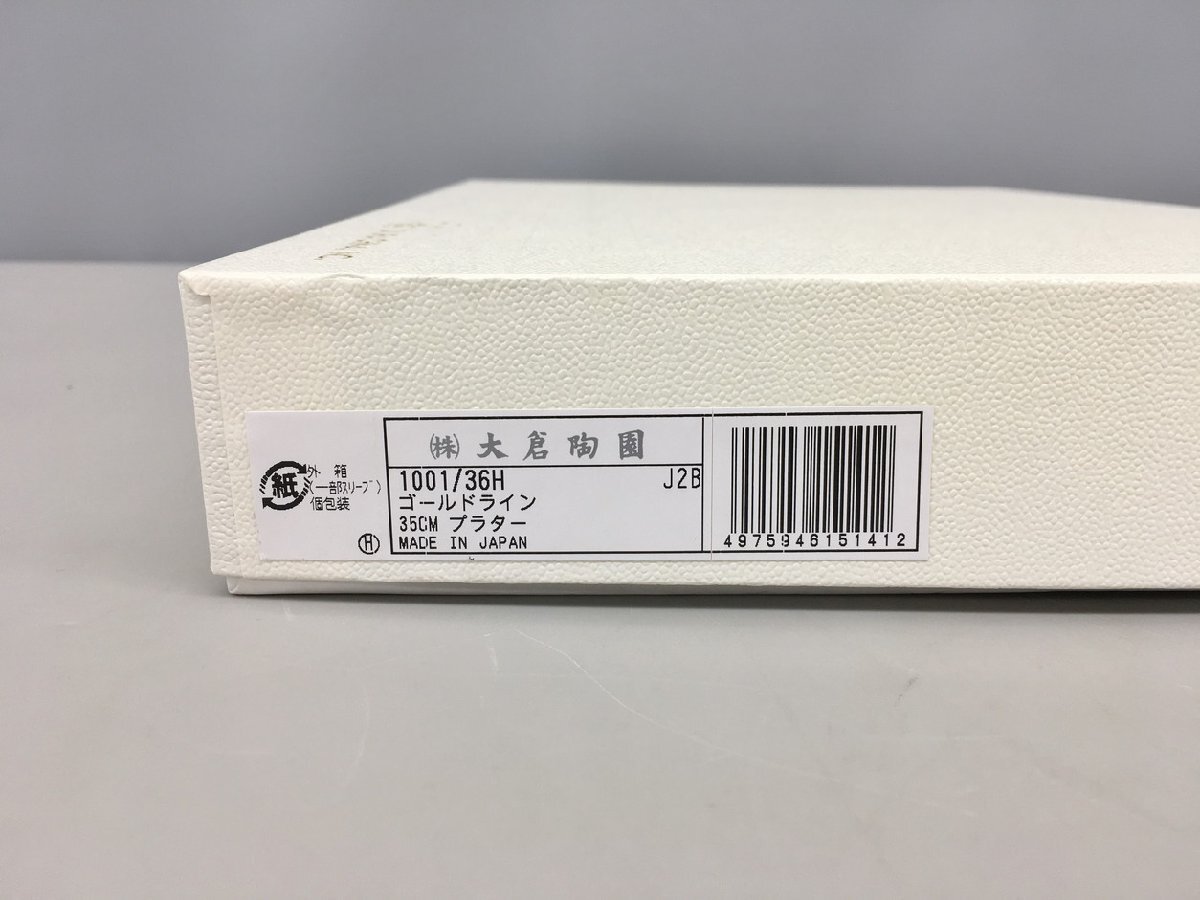 紙
外 箱
(一部スリーブ)
個包装
Ⓗ
㈱ 大倉陶園
1001/36H J2B
ゴールドライン
35CM プラター
MADE IN JAPAN
4975946151412